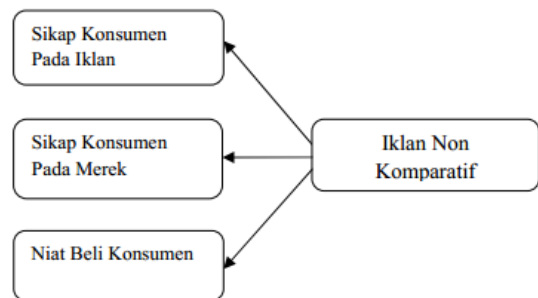 Sikap Konsumen
Pada Iklan
Sikap Konsumen
Pada Merek
Iklan Non
Komparatif
Niat Beli Konsumen